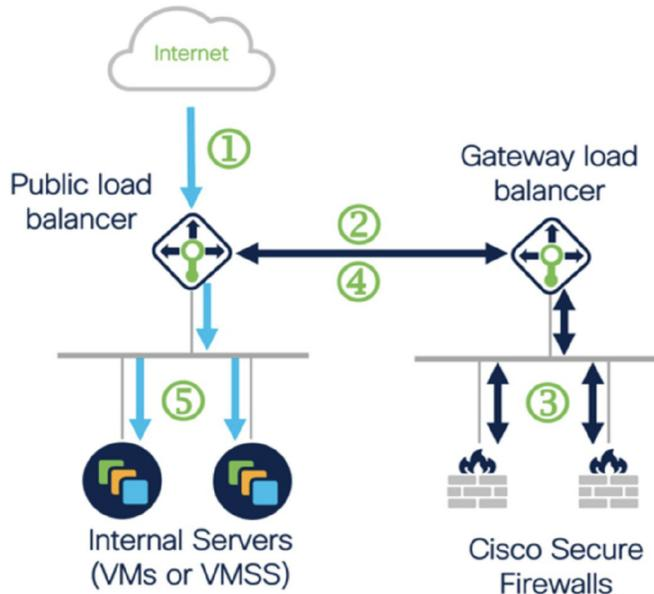 Internet
①
Public load
balancer
Gateway load
balancer
②
④
⑤
③
Internal Servers
(VMs or VMSS)
Cisco Secure
Firewalls